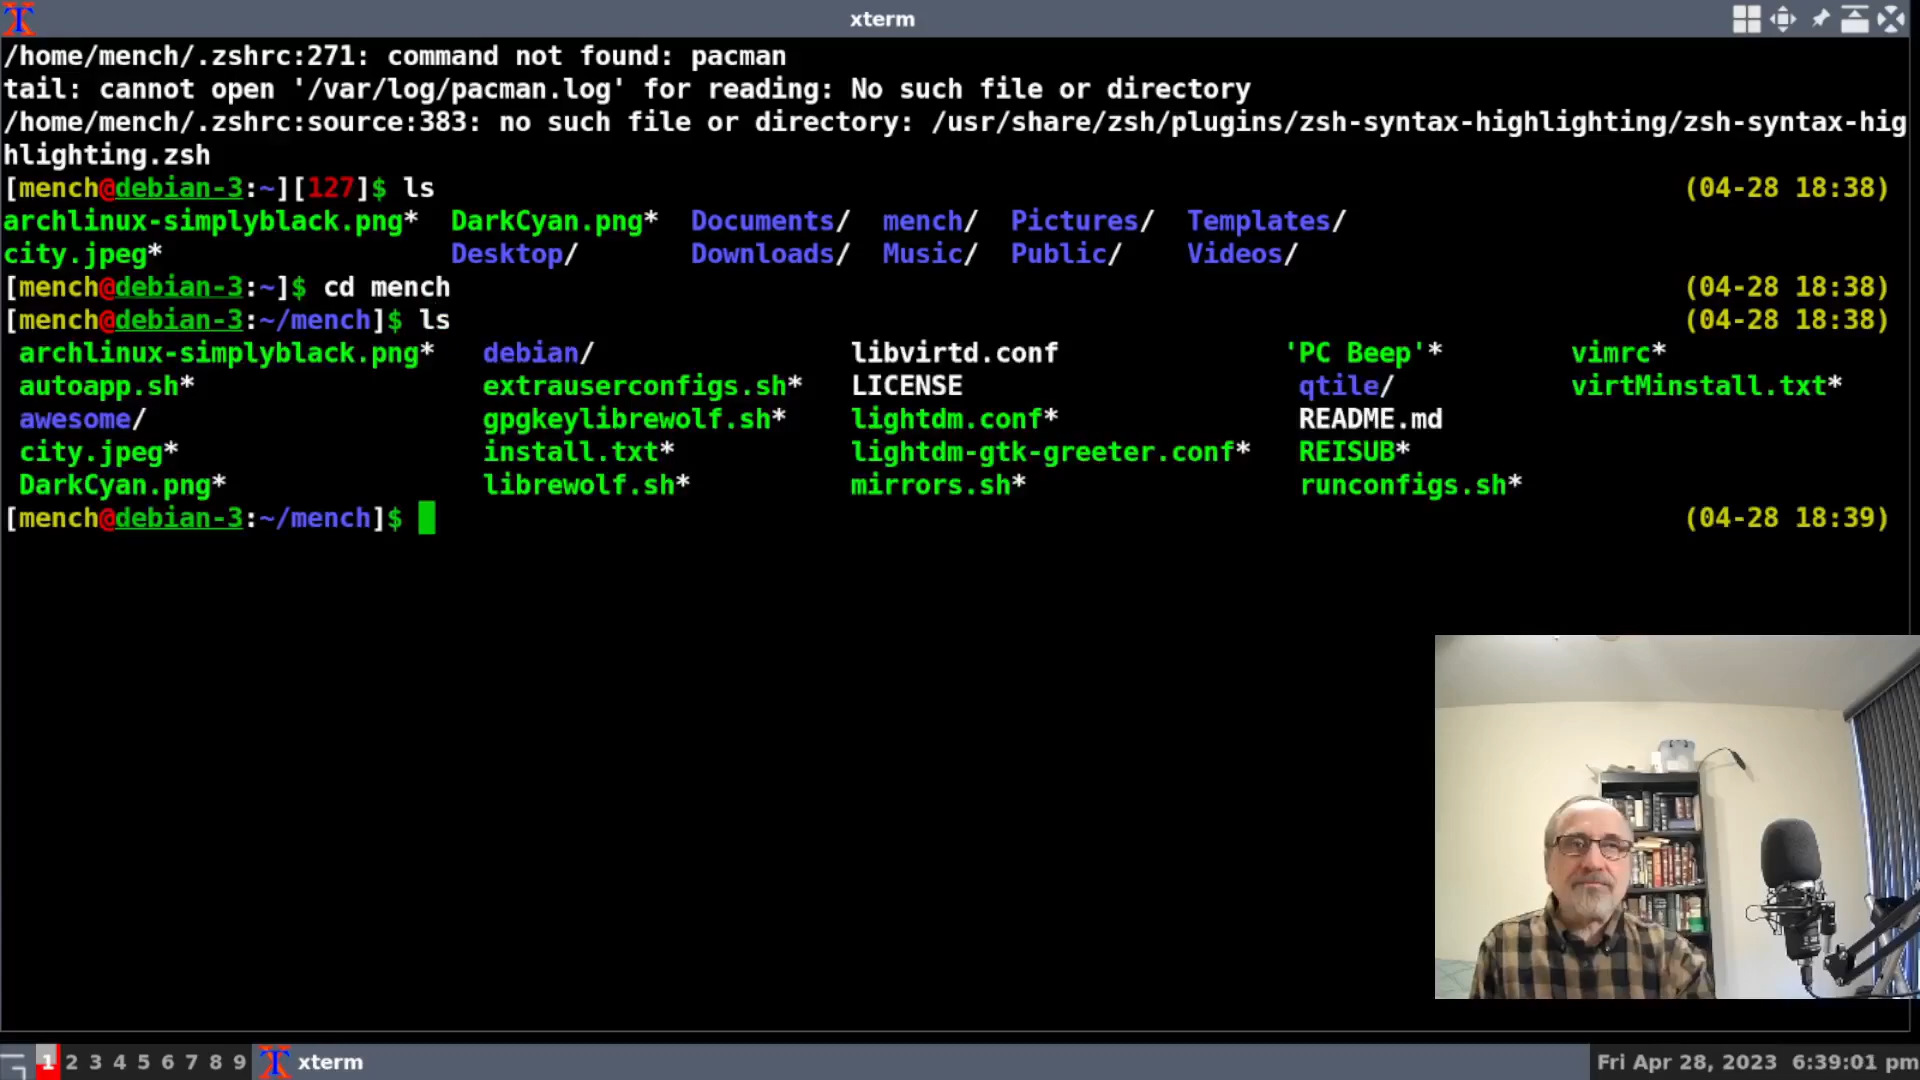 xterm
/home/mench/.zshrc:271: command not found: pacman
tail: cannot open '/var/log/pacman.log' for reading: No such file or directory
/home/mench/.zshrc:source:383: no such file or directory: /usr/share/zsh/plugins/zsh-syntax-highlighting/zsh-syntax-hig
hlighting.zsh
[mench@debian-3:~][127]$ ls (04-28 18:38)
archlinux-simplyblack.png* DarkCyan.png* Documents/ mench/ Pictures/ Templates/
city.jpeg* Desktop/ Downloads/ Music/ Public/ Videos/
[mench@debian-3:~]$ cd mench (04-28 18:38)
[mench@debian-3:~/mench]$ ls (04-28 18:38)
archlinux-simplyblack.png* debian/ libvirtd.conf 'PC Beep'* vimrc*
autoapp.sh* extrauserconfigs.sh* LICENSE qtile/ virtMinstall.txt*
awesome/ gpgkeylibrewolf.sh* lightdm.conf* README.md
city.jpeg* install.txt* lightdm-gtk-greeter.conf* REISUB*
DarkCyan.png* librewolf.sh* mirrors.sh* runconfigs.sh*
[mench@debian-3:~/mench]$ (04-28 18:39)
1 2 3 4 5 6 7 8 9 xterm Fri Apr 28, 2023 6:39:01 pm